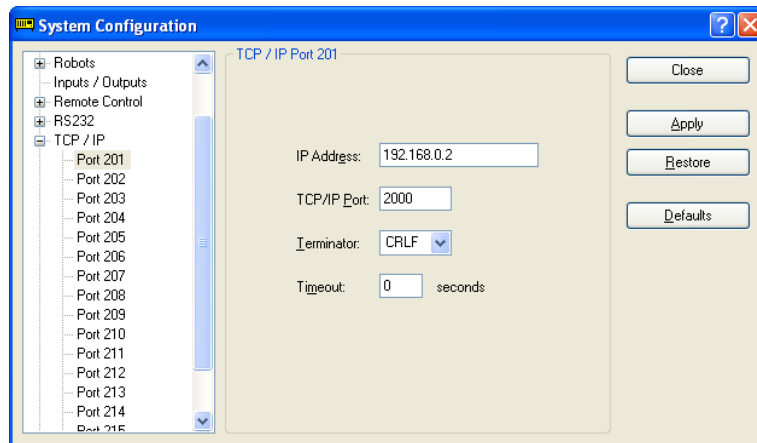 System Configuration
Robots
Inputs / Outputs
Remote Control
RS232
TCP / IP
Port 201
Port 202
Port 203
Port 204
Port 205
Port 206
Port 207
Port 208
Port 209
Port 210
Port 211
Port 212
Port 213
Port 214
Port 215
TCP / IP Port 201
IP Address: 192.168.0.2
TCP/IP Port: 2000
Terminator: CRLF
Timeout: 0 seconds
Close
Apply
Restore
Defaults